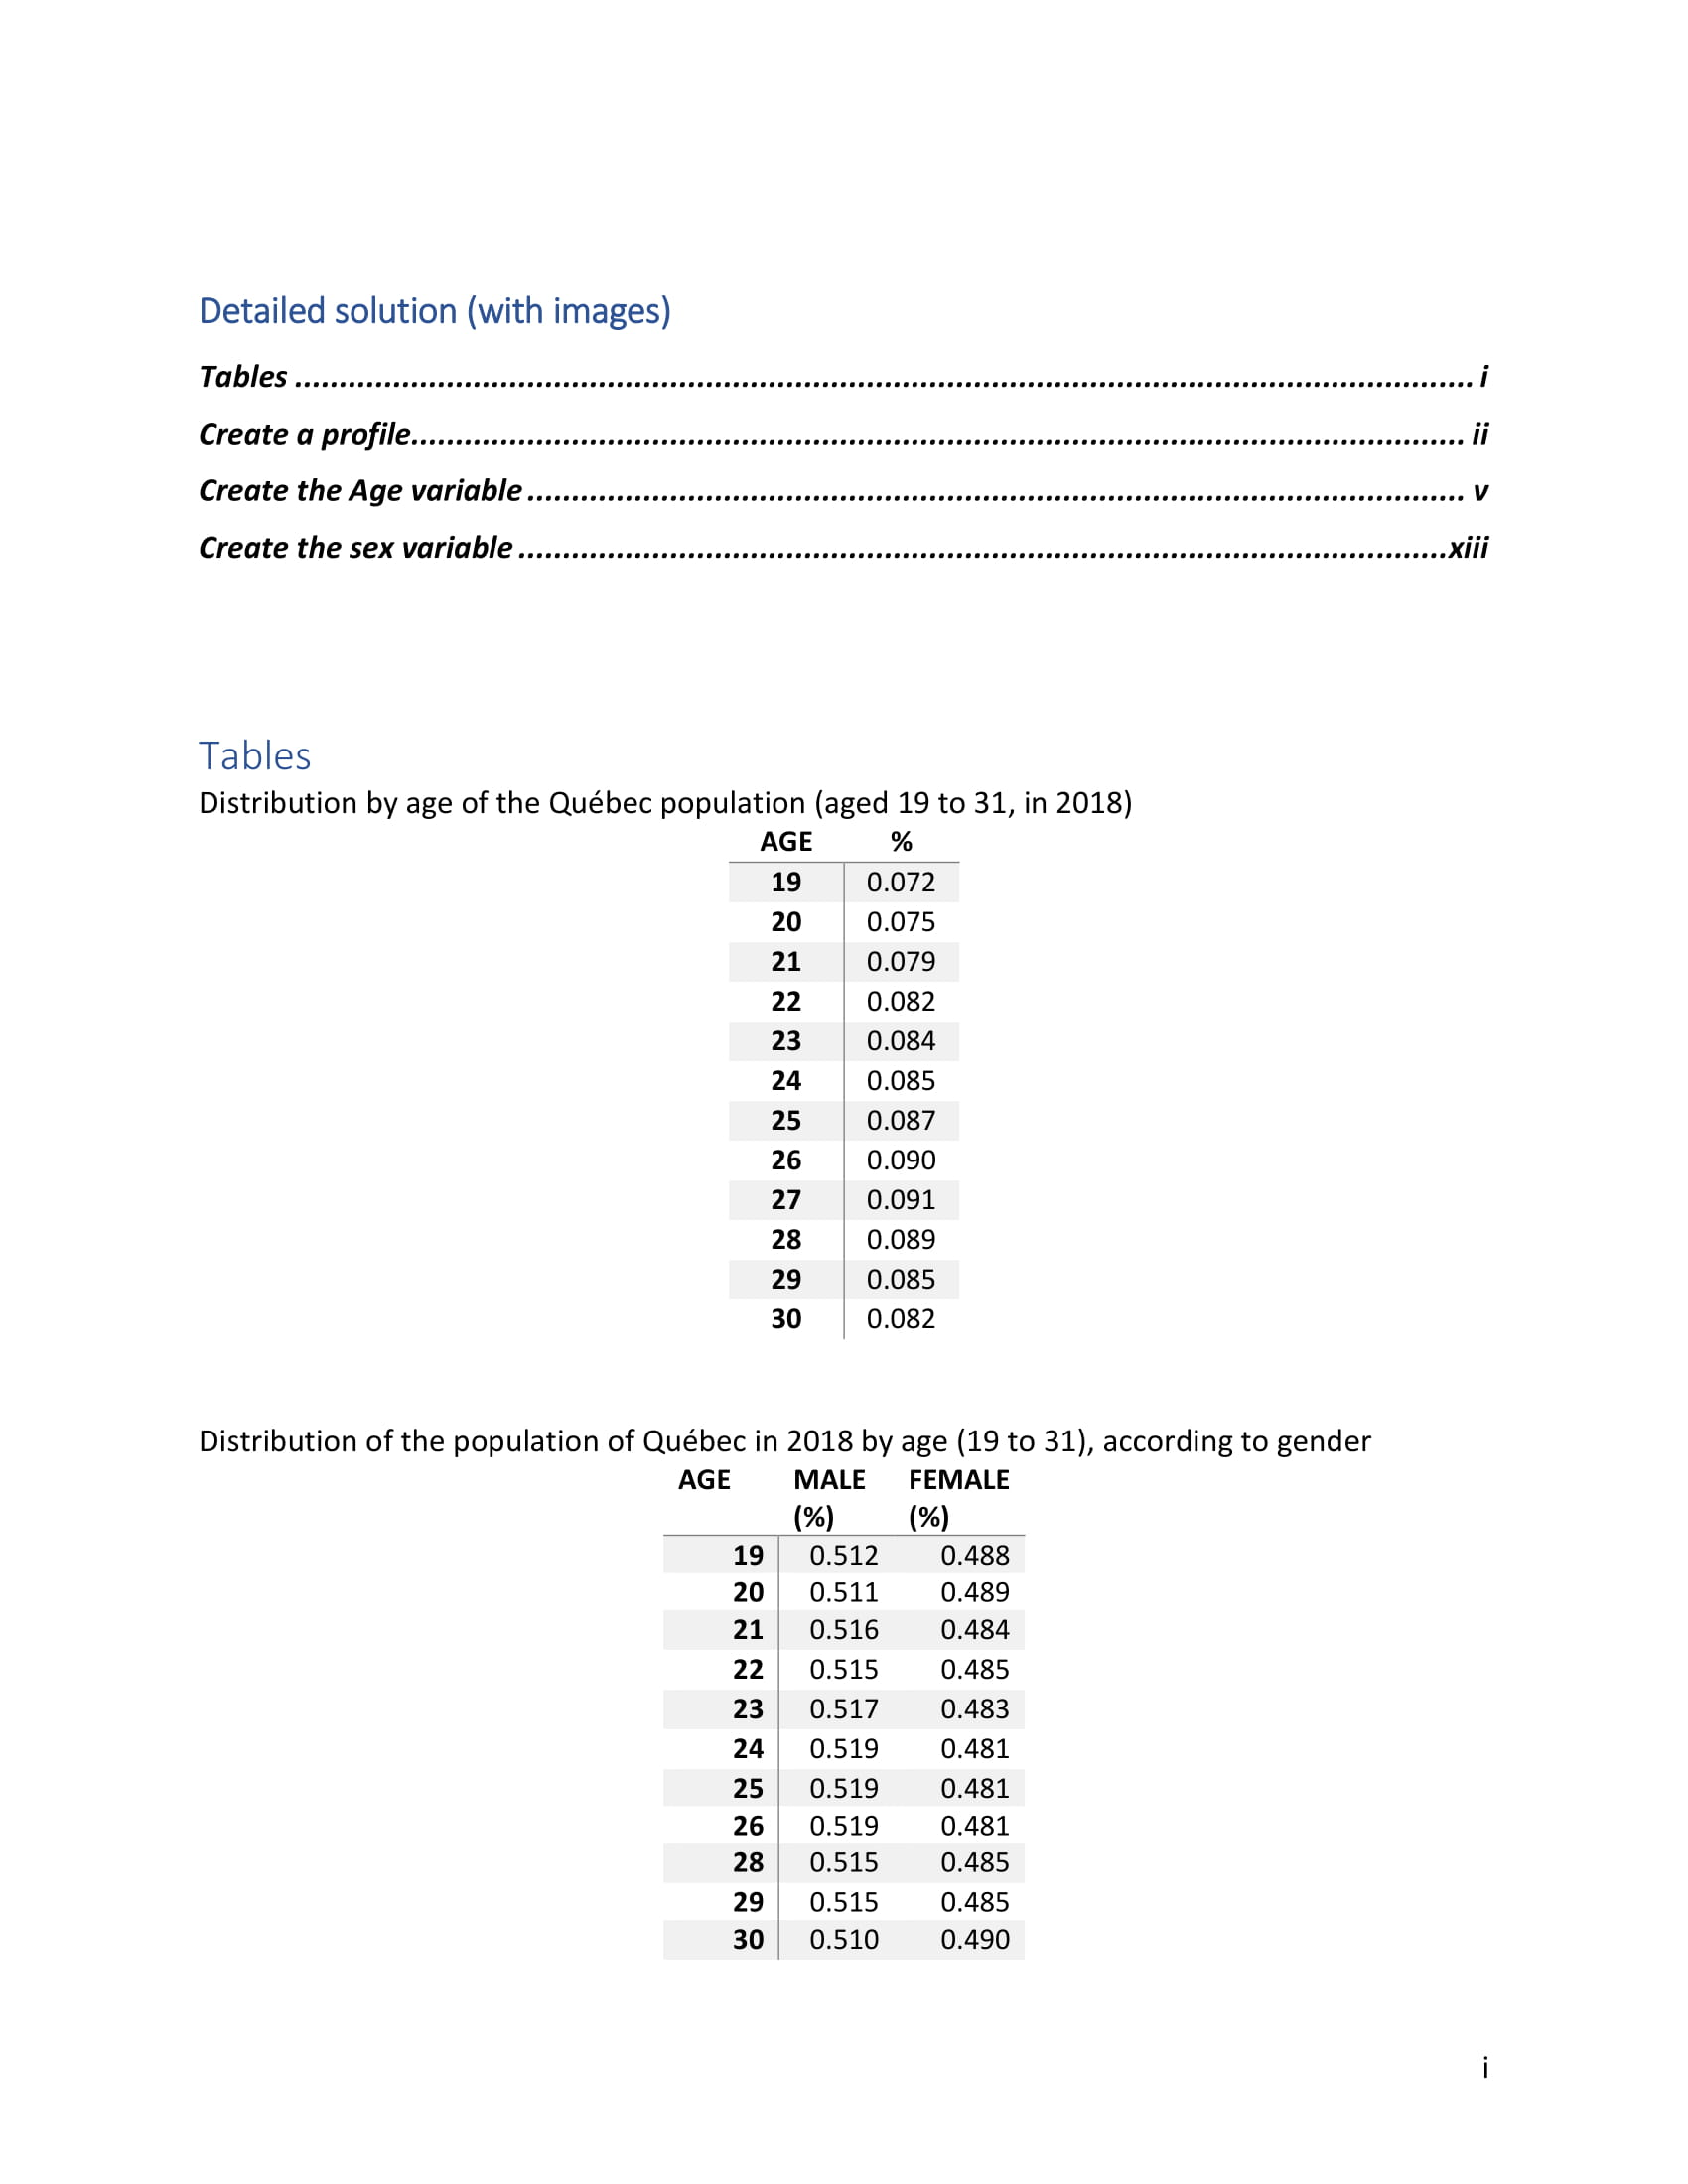 Detailed solution (with images)
Tables ........................................................................................................................................ i
Create a profile......................................................................................................................... ii
Create the Age variable ........................................................................................................... v
Create the sex variable ..........................................................................................................xiii
Tables
Distribution by age of the Québec population (aged 19 to 31, in 2018)
AGE %
19 0.072
20 0.075
21 0.079
22 0.082
23 0.084
24 0.085
25 0.087
26 0.090
27 0.091
28 0.089
29 0.085
30 0.082
Distribution of the population of Québec in 2018 by age (19 to 31), according to gender
AGE MALE FEMALE
(%) (%)
19 0.512 0.488
20 0.511 0.489
21 0.516 0.484
22 0.515 0.485
23 0.517 0.483
24 0.519 0.481
25 0.519 0.481
26 0.519 0.481
28 0.515 0.485
29 0.515 0.485
30 0.510 0.490
i